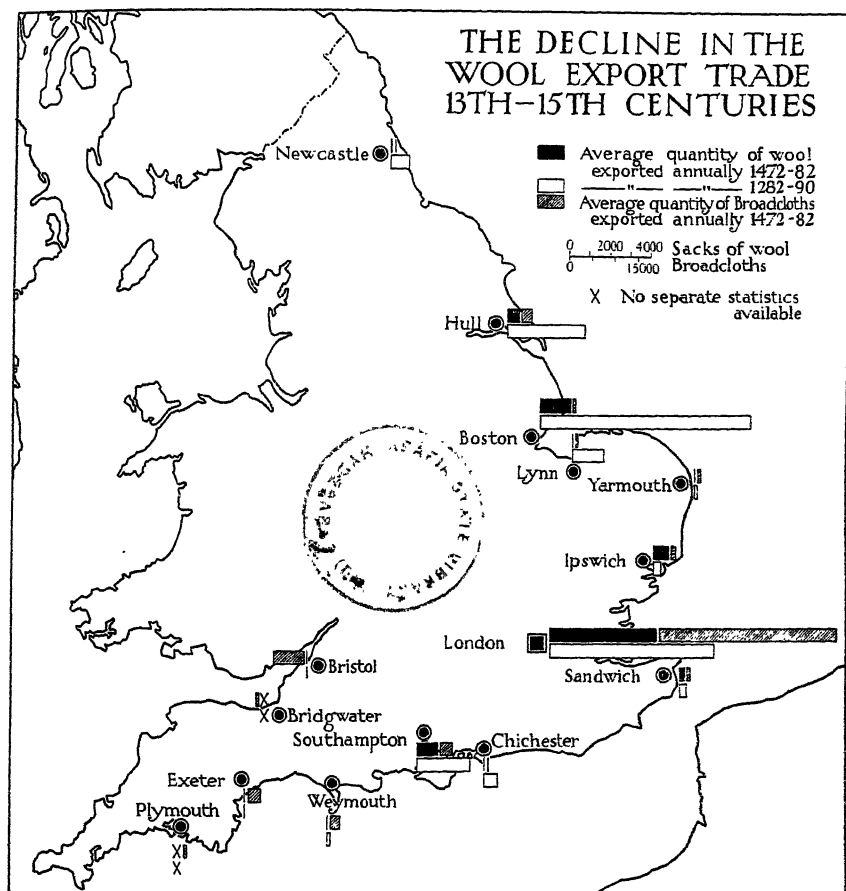 THE DECLINE IN THE
WOOL EXPORT TRADE
13TH–15TH CENTURIES
Average quantity of wool
exported annually 1472-82
—„— —„— 1282-90
Average quantity of Broadcloths
exported annually 1472-82
0 2000 4000 Sacks of wool
0 15000 Broadcloths
X No separate statistics
available
Newcastle
Hull
Boston
Lynn
Yarmouth
Ipswich
London
Sandwich
Bristol
X
X Bridgwater
Southampton
Chichester
Exeter
Weymouth
Plymouth
X
X
STATE